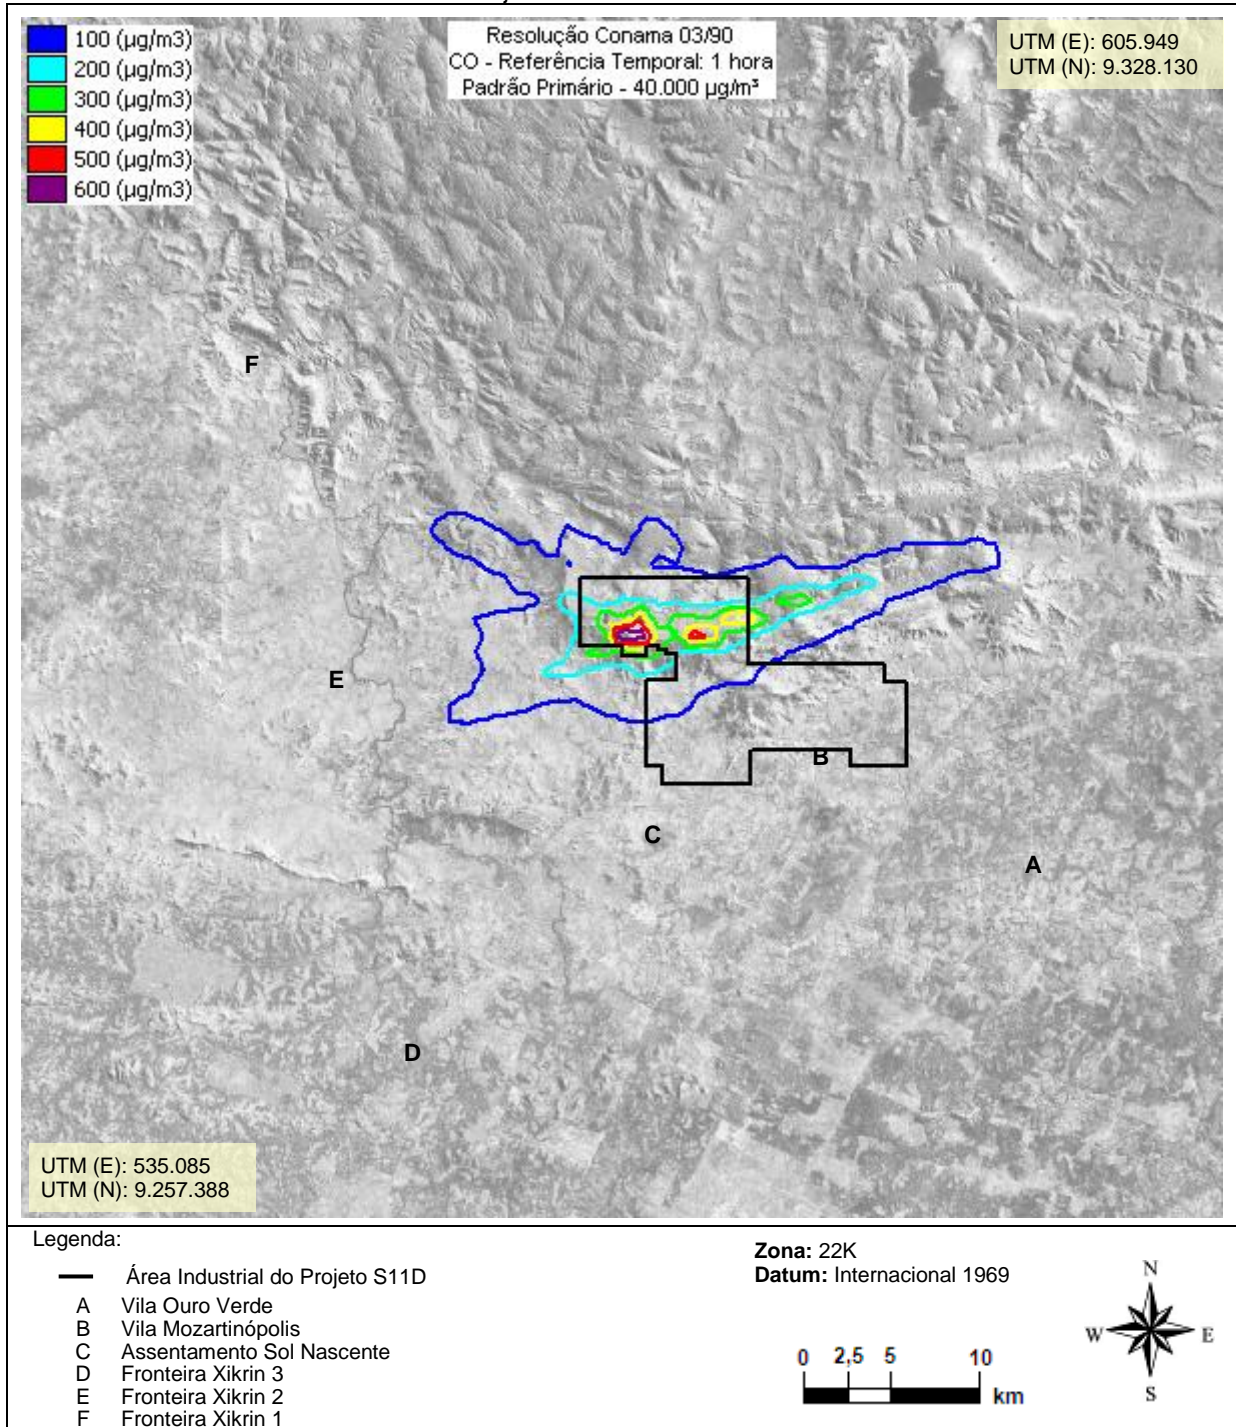 100 (µg/m3)
200 (µg/m3)
300 (µg/m3)
400 (µg/m3)
500 (µg/m3)
600 (µg/m3)
Resolução Conama 03/90
CO - Referência Temporal: 1 hora
Padrão Primário - 40.000 µg/m³
UTM (E): 605.949
UTM (N): 9.328.130
F
E
B
C
A
D
UTM (E): 535.085
UTM (N): 9.257.388
Legenda:
Área Industrial do Projeto S11D
A Vila Ouro Verde
B Vila Mozartinópolis
C Assentamento Sol Nascente
D Fronteira Xikrin 3
E Fronteira Xikrin 2
F Fronteira Xikrin 1
Zona: 22K
Datum: Internacional 1969
0 2,5 5 10
km
N
W E
S